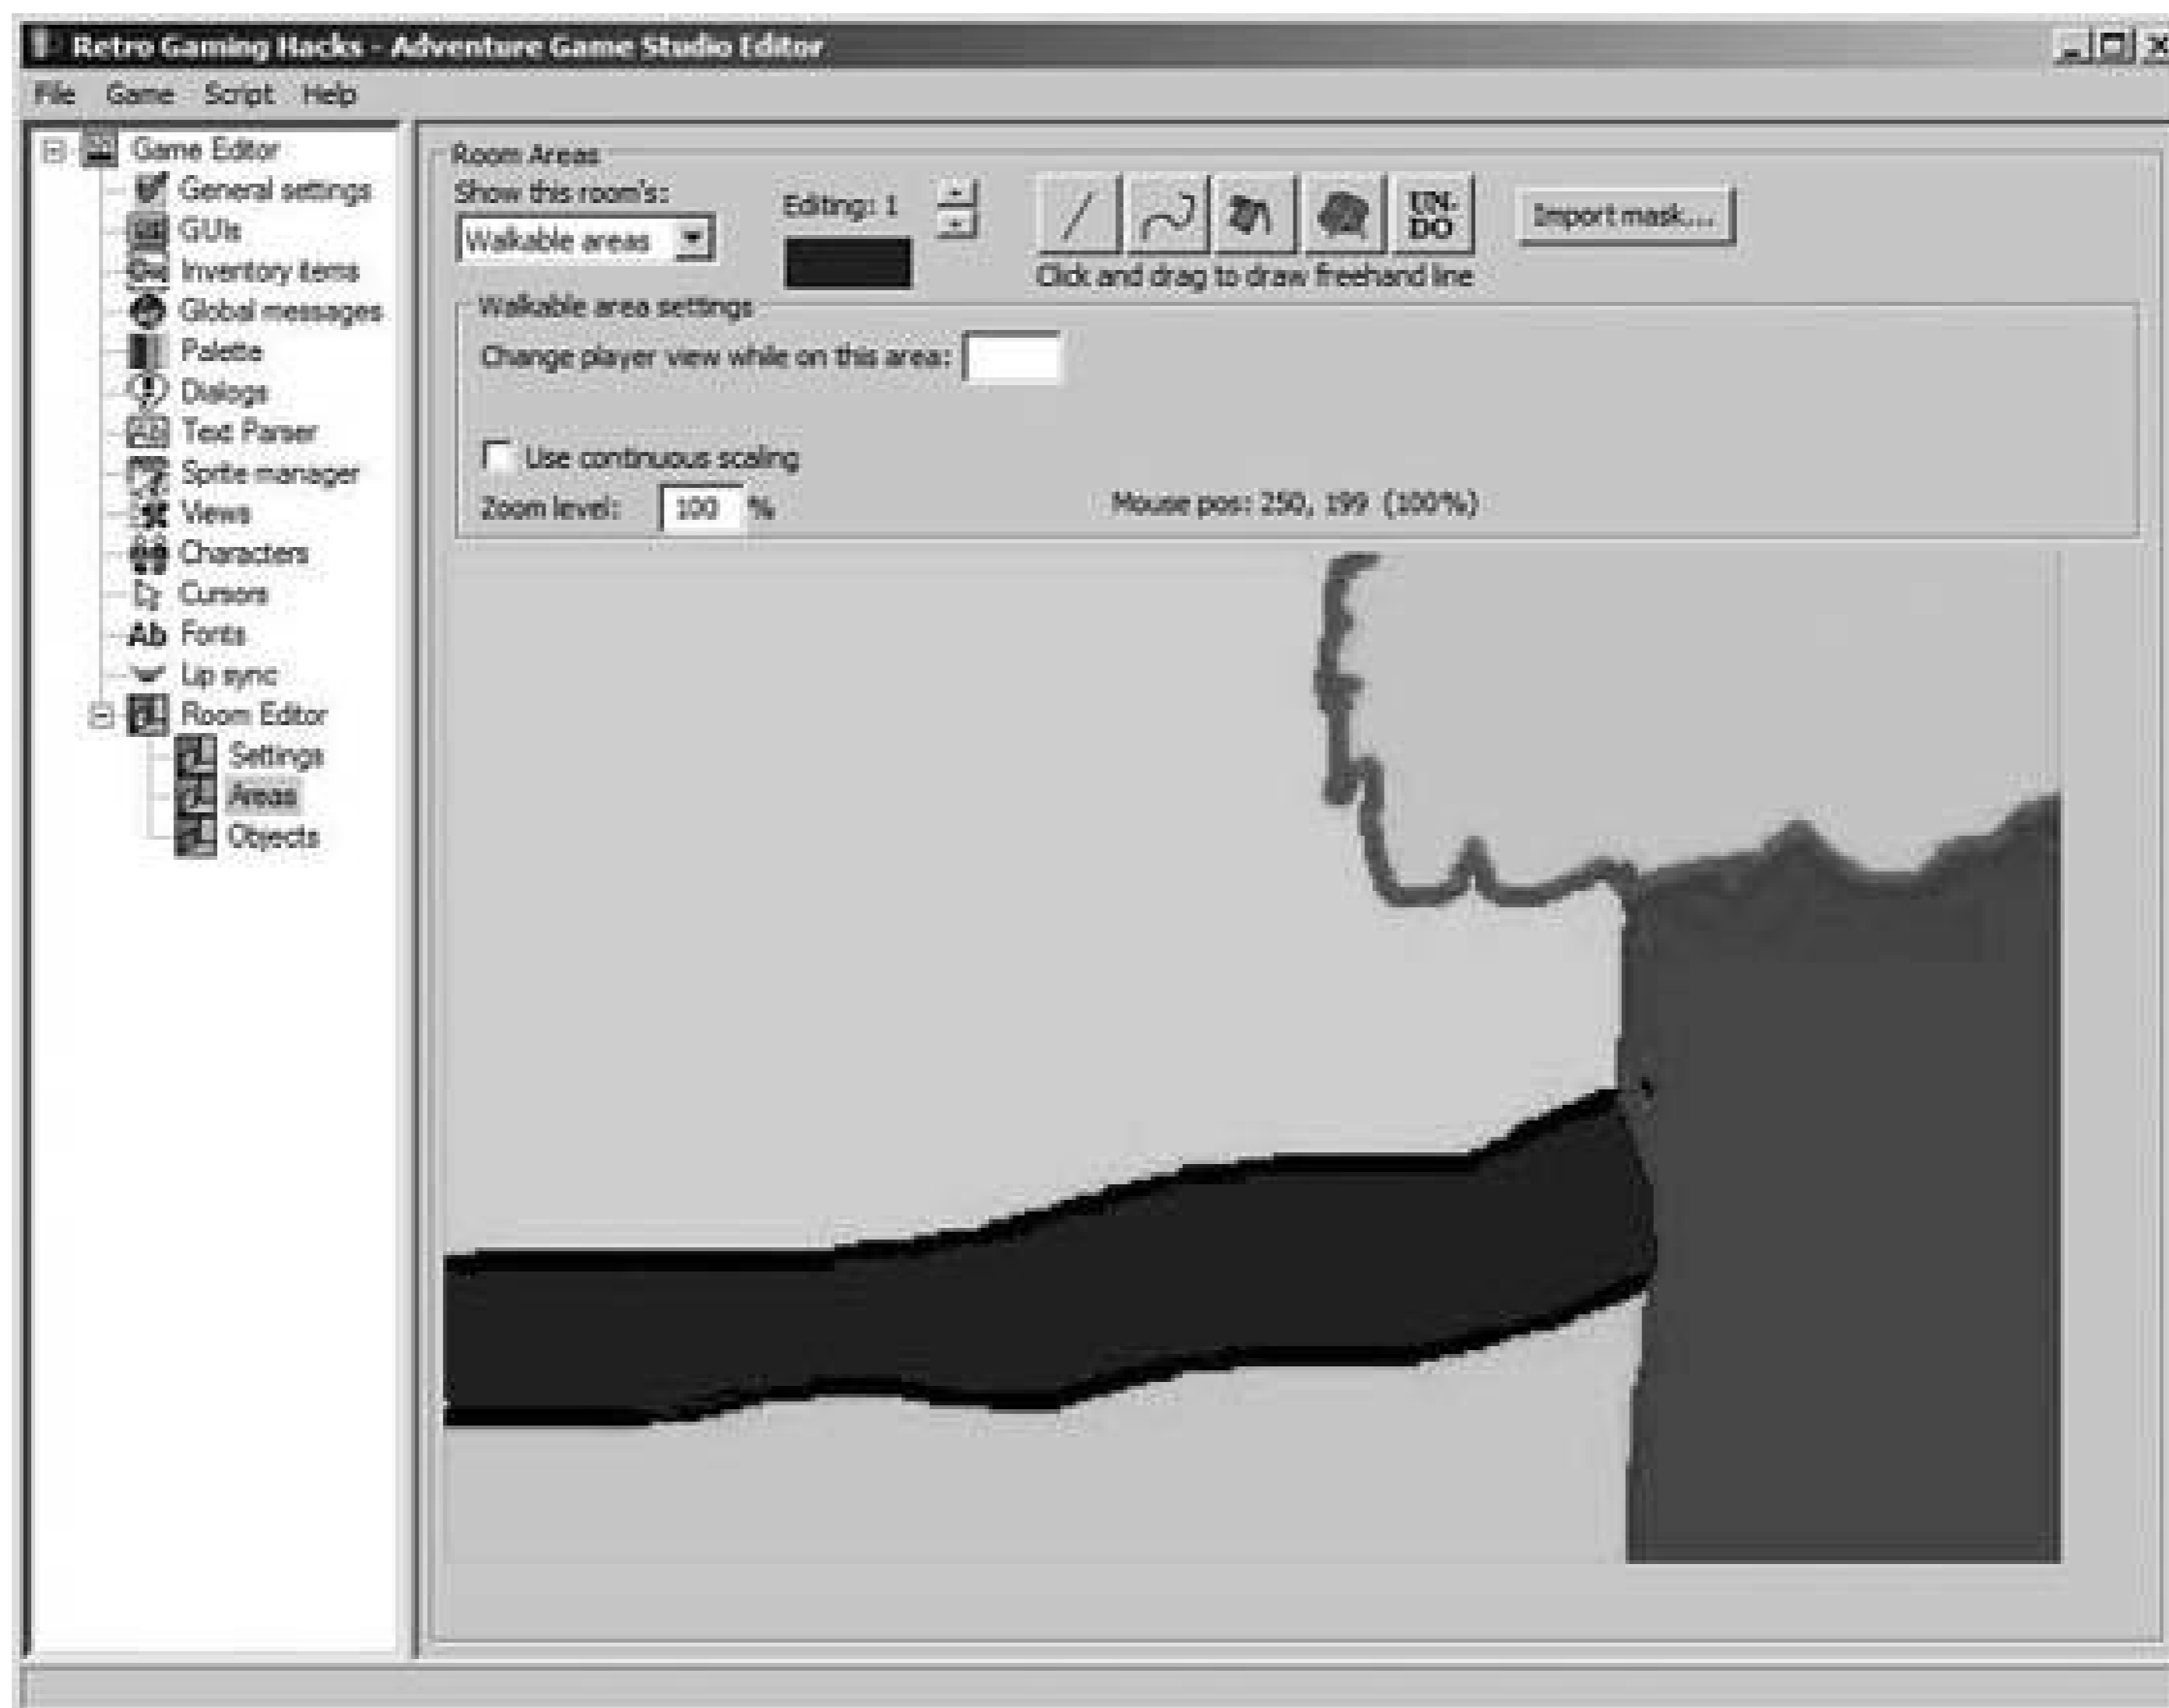 Retro Gaming Hacks - Adventure Game Studio Editor
File Game Script Help
Game Editor
General settings
GUIs
Inventory items
Global messages
Palette
Dialogs
Text Parser
Sprite manager
Views
Characters
Cursors
Ab Fonts
Lip sync
Room Editor
Settings
Areas
Objects
Room Areas
Show this room's:
Walkable areas
Editing: 1
UN-
DO
Import mask...
Click and drag to draw freehand line
Walkable area settings
Change player view while on this area:
Use continuous scaling
Zoom level: 100 %
Mouse pos: 250, 199 (100%)